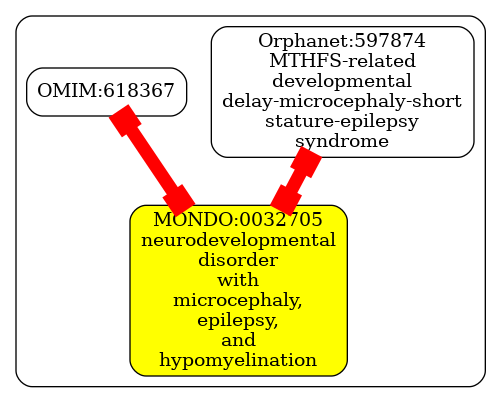 OMIM:618367
Orphanet:597874
MTHFS-related
developmental
delay-microcephaly-short
stature-epilepsy
syndrome
MONDO:0032705
neurodevelopmental
disorder
with
microcephaly,
epilepsy,
and
hypomyelination